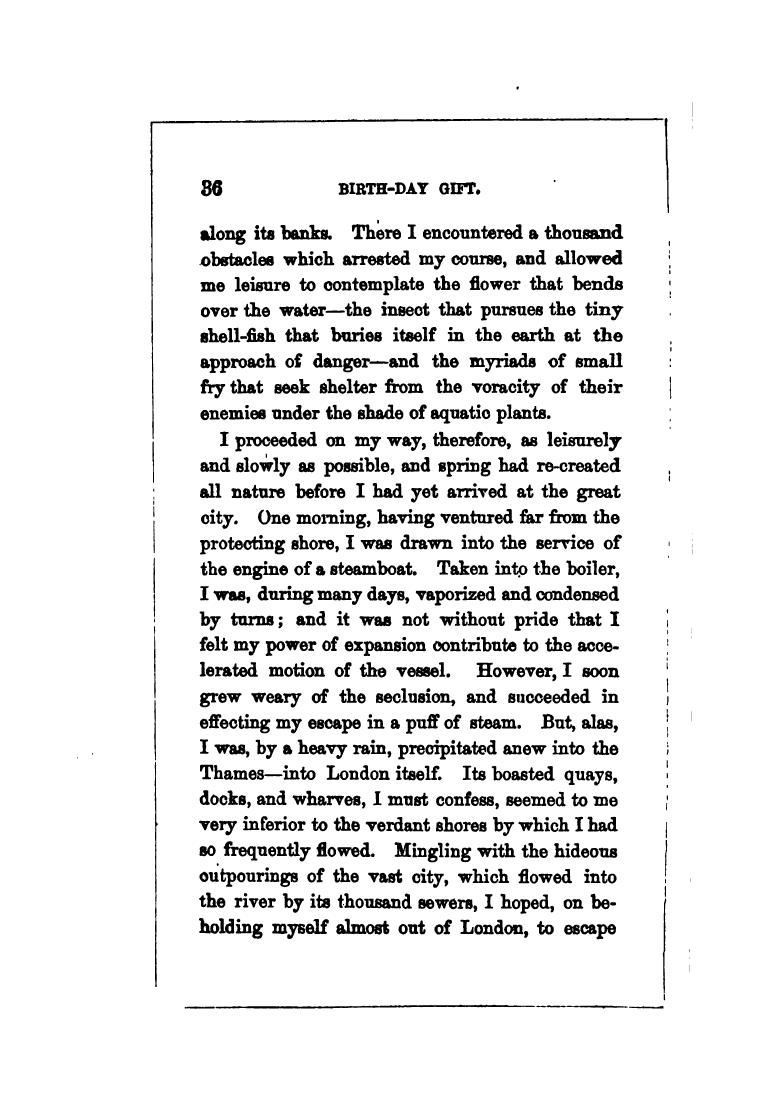 36 BIRTH-DAY GIFT.
along its banks. There I encountered a thousand
obstacles which arrested my course, and allowed
me leisure to contemplate the flower that bends
over the water—the insect that pursues the tiny
shell-fish that buries itself in the earth at the
approach of danger—and the myriads of small
fry that seek shelter from the voracity of their
enemies under the shade of aquatic plants.
I proceeded on my way, therefore, as leisurely
and slowly as possible, and spring had re-created
all nature before I had yet arrived at the great
city. One morning, having ventured far from the
protecting shore, I was drawn into the service of
the engine of a steamboat. Taken into the boiler,
I was, during many days, vaporized and condensed
by turns; and it was not without pride that I
felt my power of expansion contribute to the acce-
lerated motion of the vessel. However, I soon
grew weary of the seclusion, and succeeded in
effecting my escape in a puff of steam. But, alas,
I was, by a heavy rain, precipitated anew into the
Thames—into London itself. Its boasted quays,
docks, and wharves, I must confess, seemed to me
very inferior to the verdant shores by which I had
so frequently flowed. Mingling with the hideous
outpourings of the vast city, which flowed into
the river by its thousand sewers, I hoped, on be-
holding myself almost out of London, to escape